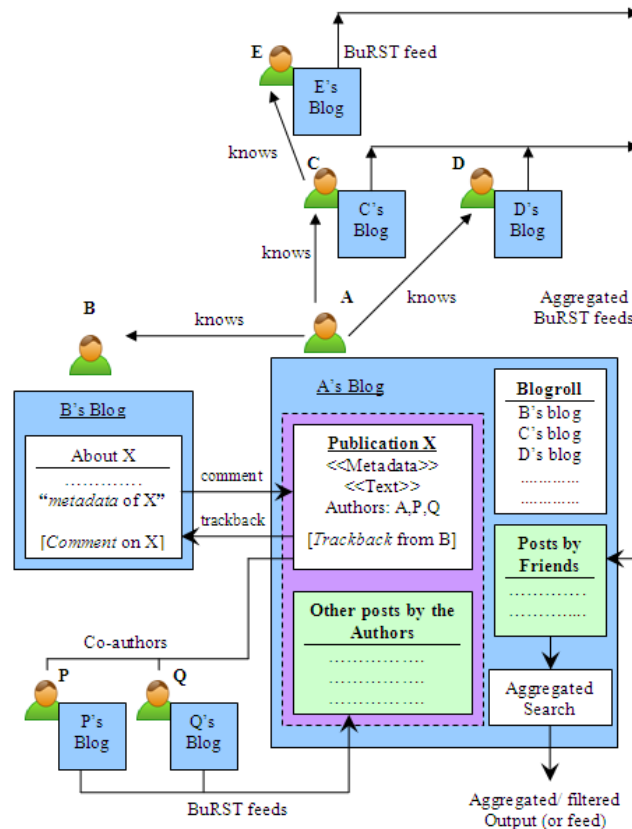 E
BuRST feed
E's
Blog
knows
C
D
C's
Blog
D's
Blog
knows
knows
A
B
knows
Aggregated
BuRST feeds
B's Blog
About X
.............
“metadata of X”
[Comment on X]
comment
trackback
A's Blog
Publication X
<<Metadata>>
<<Text>>
Authors: A,P,Q
[Trackback from B]
Blogroll
B's blog
C's blog
D's blog
.............
.............
Posts by
Friends
.............
.............
Other posts by the
Authors
.................
.................
.................
Aggregated
Search
Co-authors
P
Q
P's
Blog
Q's
Blog
BuRST feeds
Aggregated/ filtered
Output (or feed)